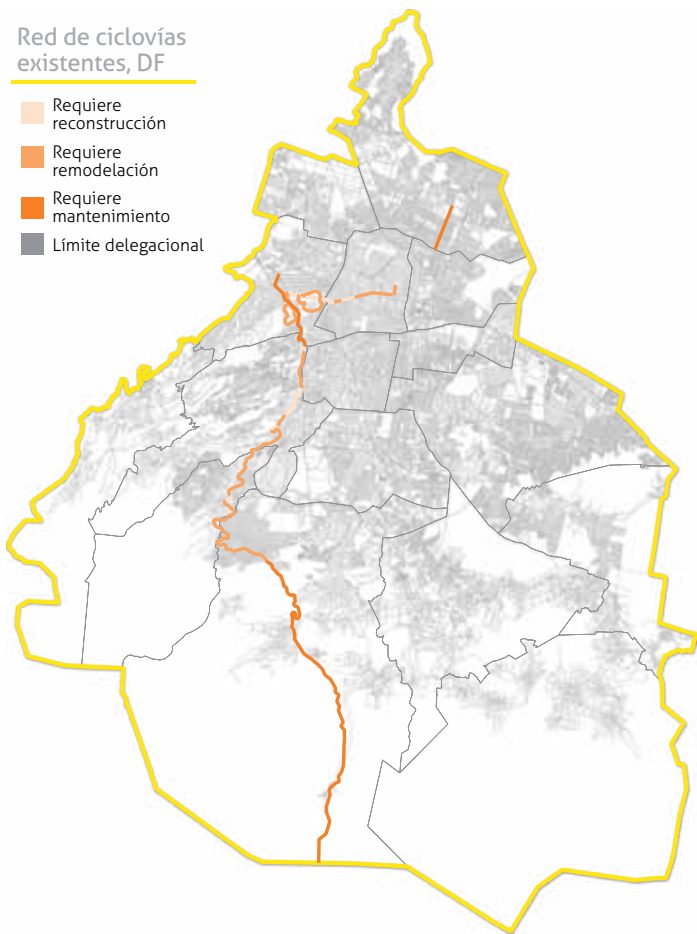 Red de ciclovías
existentes, DF
Requiere
reconstrucción
Requiere
remodelación
Requiere
mantenimiento
Límite delegacional